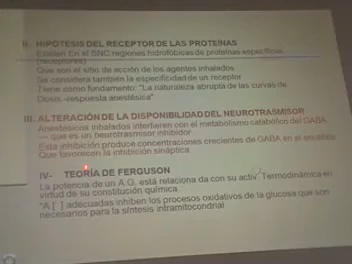 II. HIPÓTESIS DEL RECEPTOR DE LAS PROTEÍNAS
Existen En el SNC regiones hidrofóbicas de proteínas específicas
(receptores)
Que son el sitio de acción de los agentes inhalados
Se considera también la especificidad de un receptor
Tiene como fundamento: "La naturaleza abrupta de las curvas de
Dosis -respuesta anestésica"
III. ALTERACIÓN DE LA DISPONIBILIDAD DEL NEUROTRASMISOR
Anestésicos inhalados interfieren con el metabolismo catabólico del GABA
— que es un neurotrasmisor inhibidor
Esta inhibición produce concentraciones crecientes de GABA en el
Que favorecen la inhibición sináptica
IV- TEORÍA DE FERGUSON
La potencia de un A.G. está relaciona da con su activ. Termodinámica en
virtud de su constitución química
"A [ ] adecuadas inhiben los procesos oxidativos de la glucosa que son
necesarios para la síntesis intramitocondrial